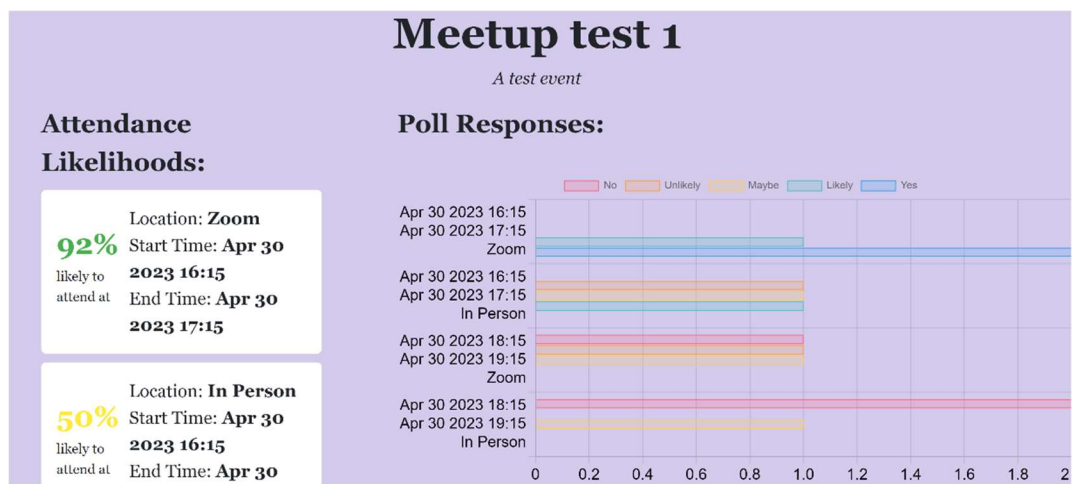 Meetup test 1
A test event
Attendance
Likelihoods:
92%
likely to
attend at
Location: Zoom
Start Time: Apr 30
2023 16:15
End Time: Apr 30
2023 17:15
50%
likely to
attend at
Location: In Person
Start Time: Apr 30
2023 16:15
End Time: Apr 30
Poll Responses:
No Unlikely Maybe Likely Yes
Apr 30 2023 16:15
Apr 30 2023 17:15
Zoom
Apr 30 2023 16:15
Apr 30 2023 17:15
In Person
Apr 30 2023 18:15
Apr 30 2023 19:15
Zoom
Apr 30 2023 18:15
Apr 30 2023 19:15
In Person
0 0.2 0.4 0.6 0.8 1.0 1.2 1.4 1.6 1.8 2